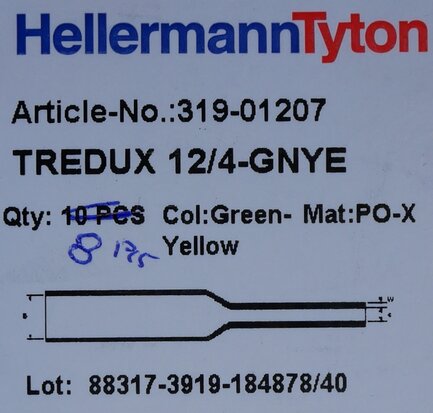 HellermannTyton
Article-No.:319-01207
TREDUX 12/4-GNYE
Qty: 10 PCS Col:Green- Mat:PO-X
8 Yellow
Lot: 88317-3919-184878/40